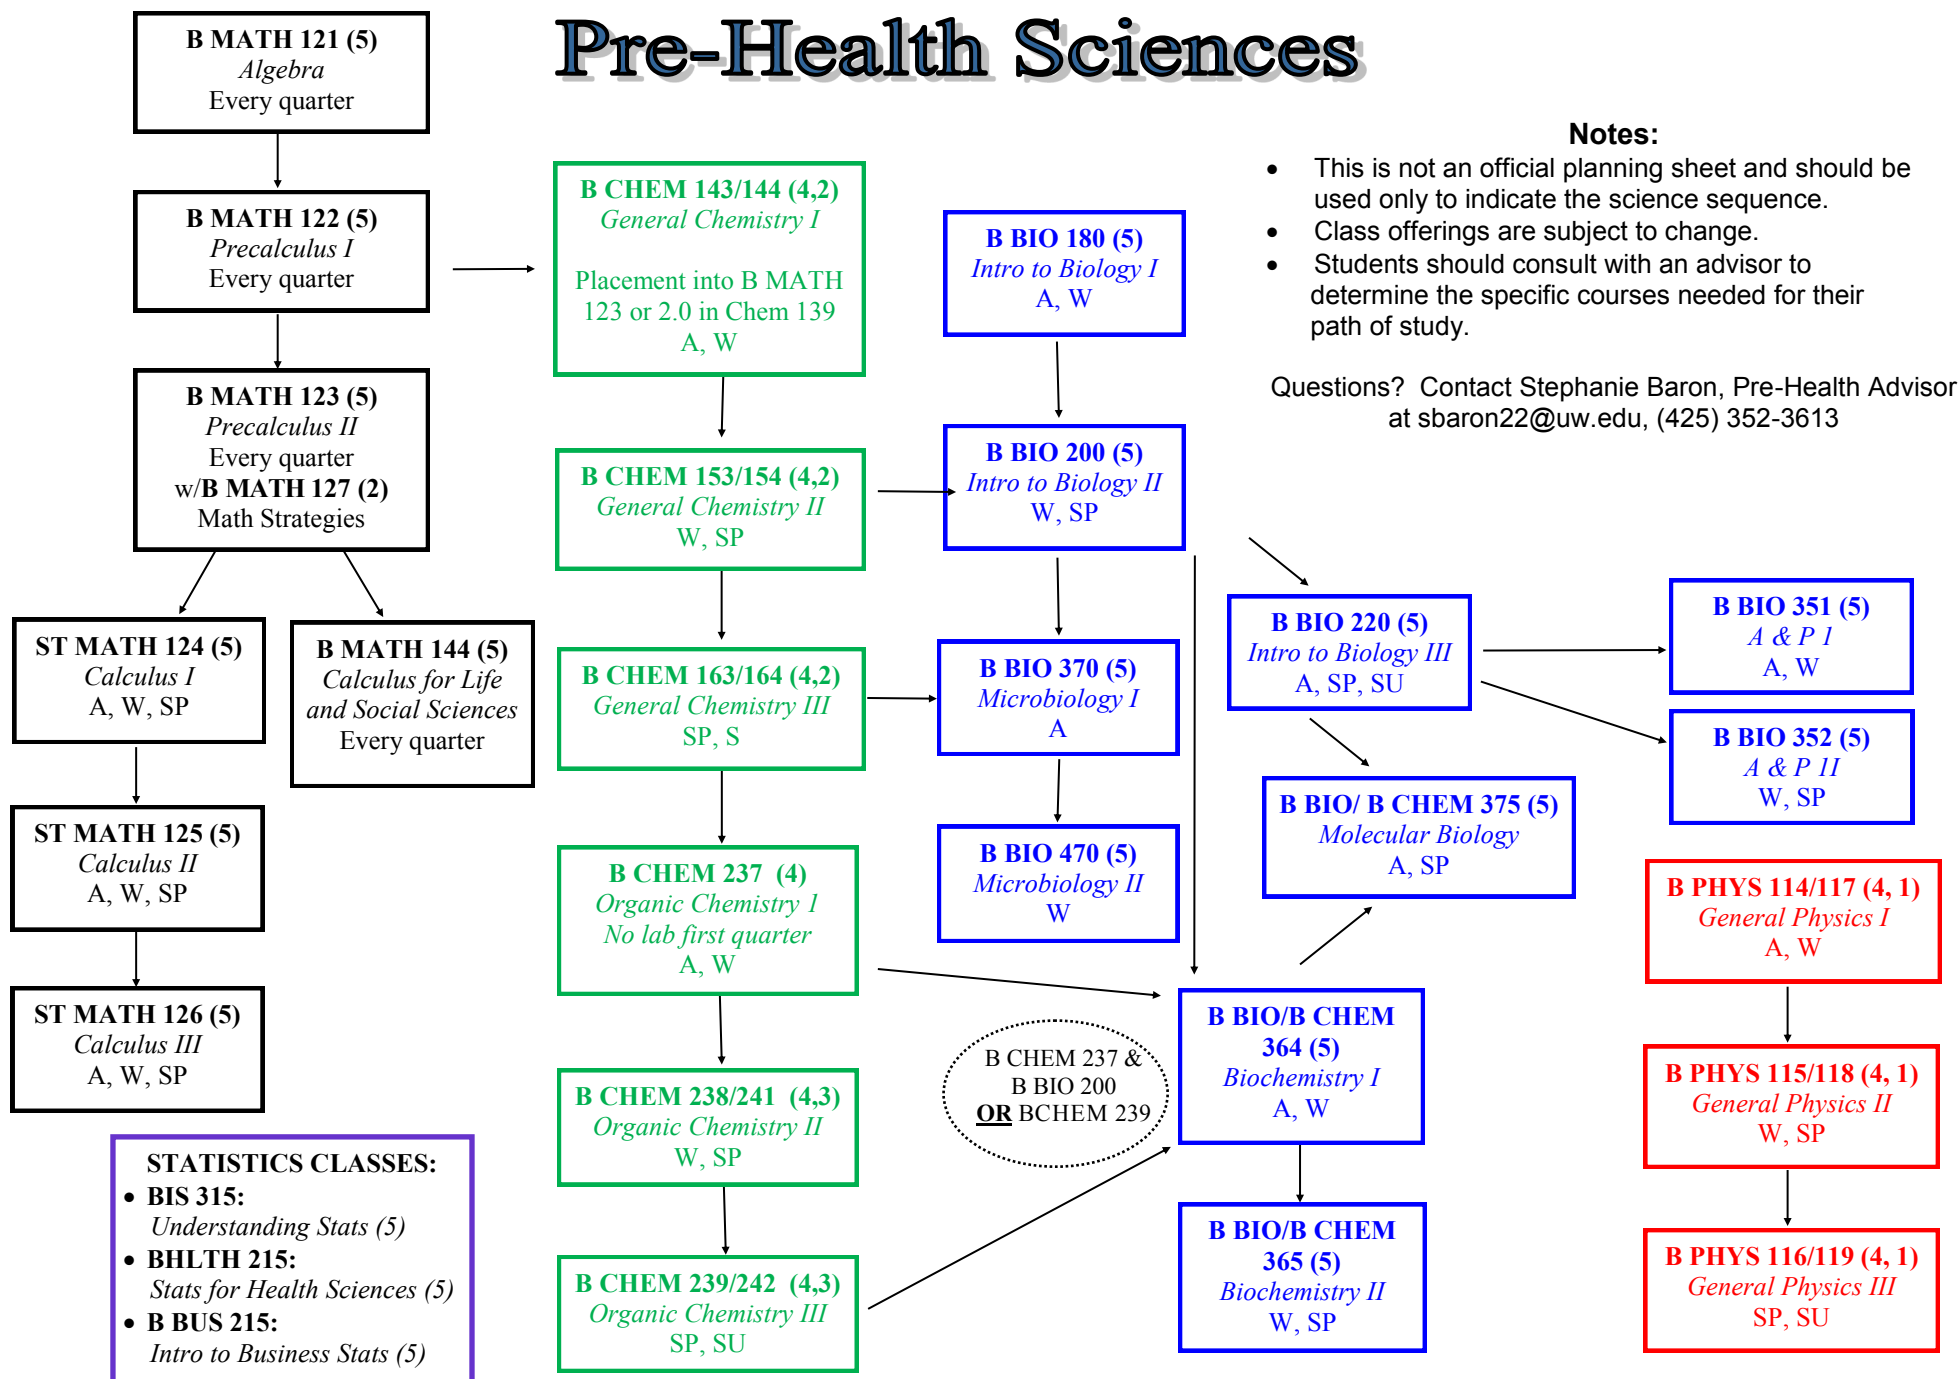 Pre-Health Sciences
B MATH 121 (5)
Algebra
Every quarter
B MATH 122 (5)
Precalculus I
Every quarter
B MATH 123 (5)
Precalculus II
Every quarter
w/B MATH 127 (2)
Math Strategies
ST MATH 124 (5)
Calculus I
A, W, SP
B MATH 144 (5)
Calculus for Life
and Social Sciences
Every quarter
ST MATH 125 (5)
Calculus II
A, W, SP
ST MATH 126 (5)
Calculus III
A, W, SP
STATISTICS CLASSES:
• BIS 315:
Understanding Stats (5)
• BHLTH 215:
Stats for Health Sciences (5)
• B BUS 215:
Intro to Business Stats (5)
B CHEM 143/144 (4,2)
General Chemistry I
Placement into B MATH
123 or 2.0 in Chem 139
A, W
B CHEM 153/154 (4,2)
General Chemistry II
W, SP
B CHEM 163/164 (4,2)
General Chemistry III
SP, S
B CHEM 237 (4)
Organic Chemistry 1
No lab first quarter
A, W
B CHEM 238/241 (4,3)
Organic Chemistry II
W, SP
B CHEM 239/242 (4,3)
Organic Chemistry III
SP, SU
B BIO 180 (5)
Intro to Biology I
A, W
B BIO 200 (5)
Intro to Biology II
W, SP
B BIO 370 (5)
Microbiology I
A
B BIO 470 (5)
Microbiology II
W
B CHEM 237 &
B BIO 200
OR BCHEM 239
Notes:
• This is not an official planning sheet and should be
used only to indicate the science sequence.
• Class offerings are subject to change.
• Students should consult with an advisor to
determine the specific courses needed for their
path of study.
Questions? Contact Stephanie Baron, Pre-Health Advisor
at sbaron22@uw.edu, (425) 352-3613
B BIO 220 (5)
Intro to Biology III
A, SP, SU
B BIO/ B CHEM 375 (5)
Molecular Biology
A, SP
B BIO/B CHEM
364 (5)
Biochemistry I
A, W
B BIO/B CHEM
365 (5)
Biochemistry II
W, SP
B BIO 351 (5)
A & P 1
A, W
B BIO 352 (5)
A & P 1I
W, SP
B PHYS 114/117 (4, 1)
General Physics I
A, W
B PHYS 115/118 (4, 1)
General Physics II
W, SP
B PHYS 116/119 (4, 1)
General Physics III
SP, SU